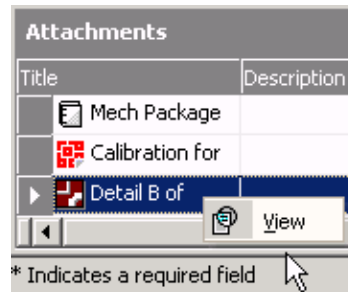 Attachments
Title Description
Mech Package
Calibration for
Detail B of
View
* Indicates a required field